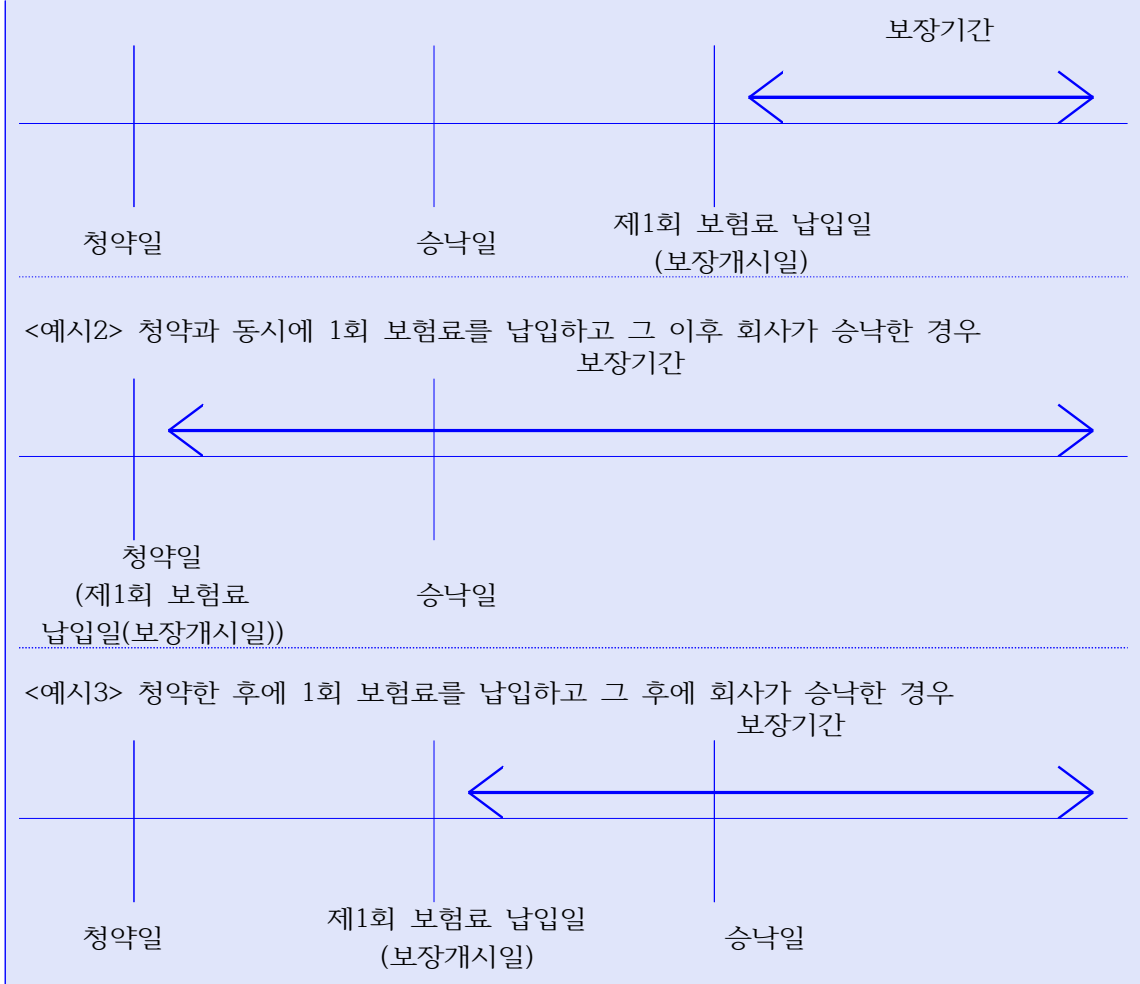 보장기간
청약일 승낙일 제1회 보험료 납입일
(보장개시일)
<예시2> 청약과 동시에 1회 보험료를 납입하고 그 이후 회사가 승낙한 경우
보장기간
청약일
(제1회 보험료
납입일(보장개시일))
승낙일
<예시3> 청약한 후에 1회 보험료를 납입하고 그 후에 회사가 승낙한 경우
보장기간
청약일 제1회 보험료 납입일
(보장개시일)
승낙일